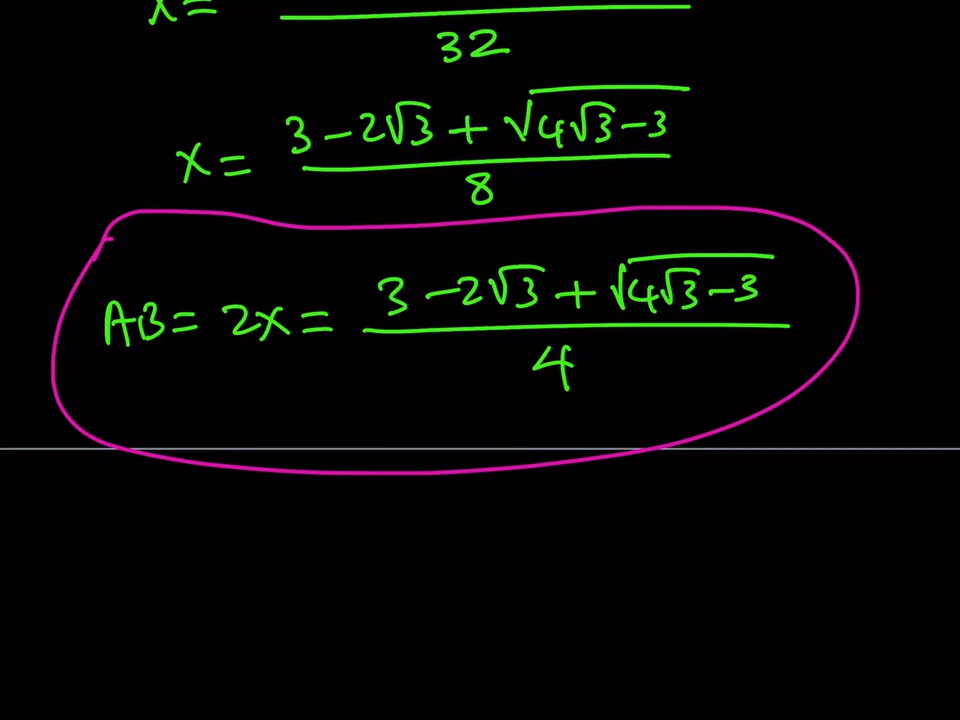 x =
32
x = (3 - 2√3 + √(4√3 - 3)) / 8
AB = 2x = (3 - 2√3 + √(4√3 - 3)) / 4